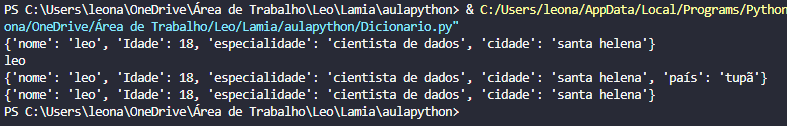 PS C:\Users\leona\OneDrive\Área de Trabalho\Leo\Lamia\aulapython> & C:/Users/leona/AppData/Local/Programs/Python
ona/OneDrive/Área de Trabalho/Leo/Lamia/aulapython/Dicionario.py"
{'nome': 'leo', 'Idade': 18, 'especialidade': 'cientista de dados', 'cidade': 'santa helena'}
leo
{'nome': 'leo', 'Idade': 18, 'especialidade': 'cientista de dados', 'cidade': 'santa helena', 'país': 'tupã'}
{'nome': 'leo', 'Idade': 18, 'especialidade': 'cientista de dados', 'cidade': 'santa helena'}
PS C:\Users\leona\OneDrive\Área de Trabalho\Leo\Lamia\aulapython>